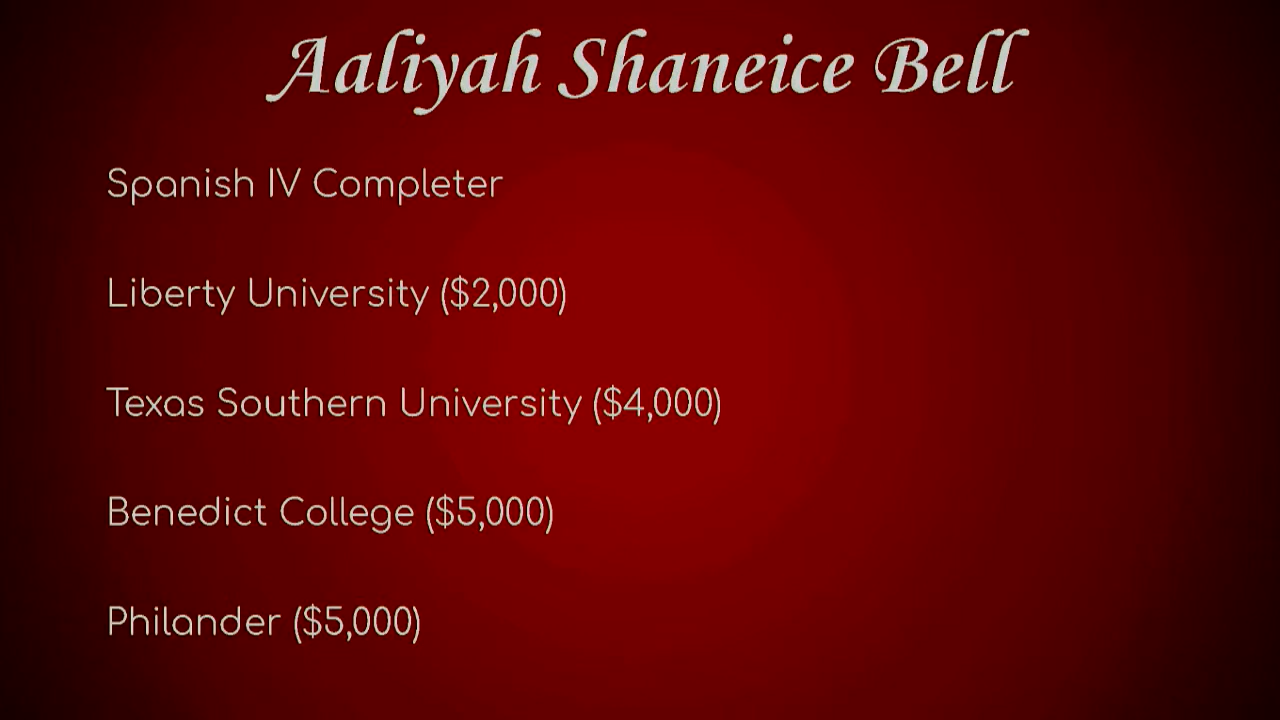 Aaliyah Shaneice Bell
Spanish IV Completer
Liberty University ($2,000)
Texas Southern University ($4,000)
Benedict College ($5,000)
Philander ($5,000)